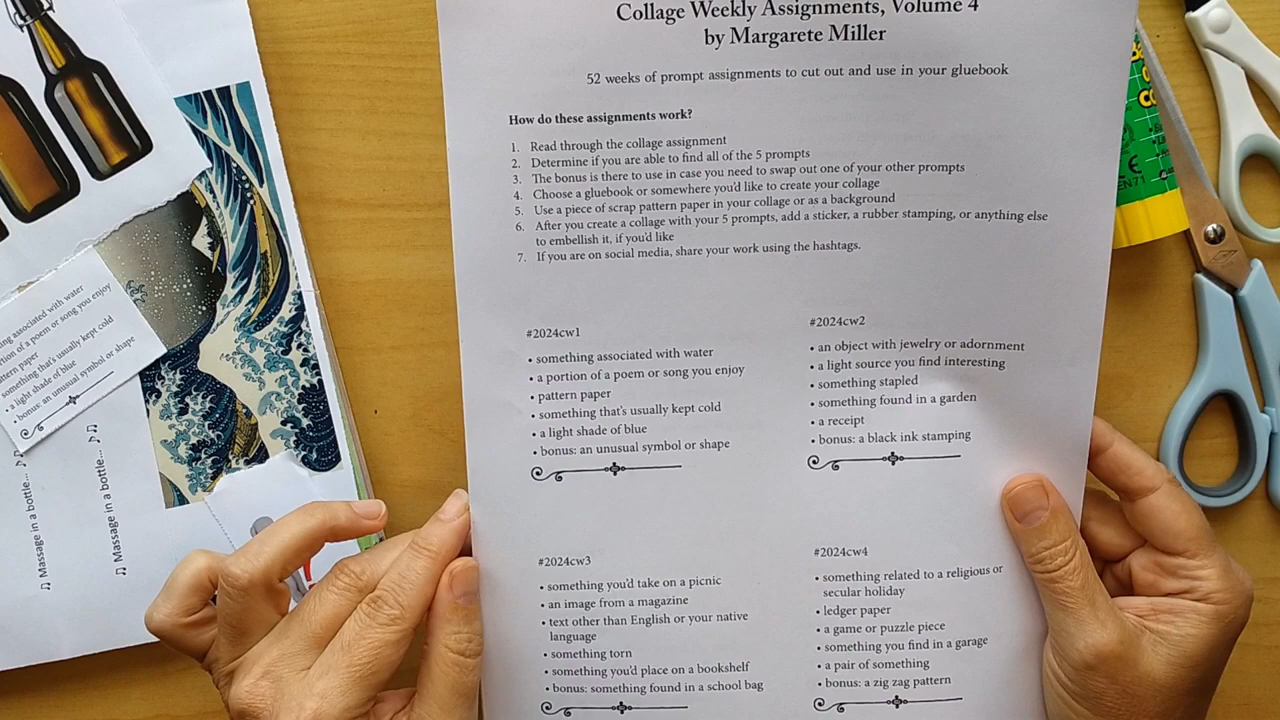 Collage Weekly Assignments, Volume 4
by Margarete Miller
52 weeks of prompt assignments to cut out and use in your gluebook
How do these assignments work?
1. Read through the collage assignment
2. Determine if you are able to find all of the 5 prompts
3. The bonus is there to use in case you need to swap out one of your other prompts
4. Choose a gluebook or somewhere you'd like to create your collage
5. Use a piece of scrap pattern paper in your collage or as a background
6. After you create a collage with your 5 prompts, add a sticker, a rubber stamping, or anything else
to embellish it, if you'd like
7. If you are on social media, share your work using the hashtags.
#2024cw1
• something associated with water
• a portion of a poem or song you enjoy
• pattern paper
• something that's usually kept cold
• a light shade of blue
• bonus: an unusual symbol or shape
#2024cw2
• an object with jewelry or adornment
• a light source you find interesting
• something stapled
• something found in a garden
• a receipt
• bonus: a black ink stamping
#2024cw3
• something you'd take on a picnic
• an image from a magazine
• text other than English or your native
language
• something torn
• something you'd place on a bookshelf
• bonus: something found in a school bag
#2024cw4
• something related to a religious or
secular holiday
• ledger paper
• a game or puzzle piece
• something you find in a garage
• a pair of something
• bonus: a zig zag pattern
associated with water
of a poem or song you enjoy
paper
something that's usually kept cold
• a light shade of blue
• bonus: an unusual symbol or shape
♫ Massage in a bottle... ♪♫
♫ Massage in a bottle... ♪♫
EN71